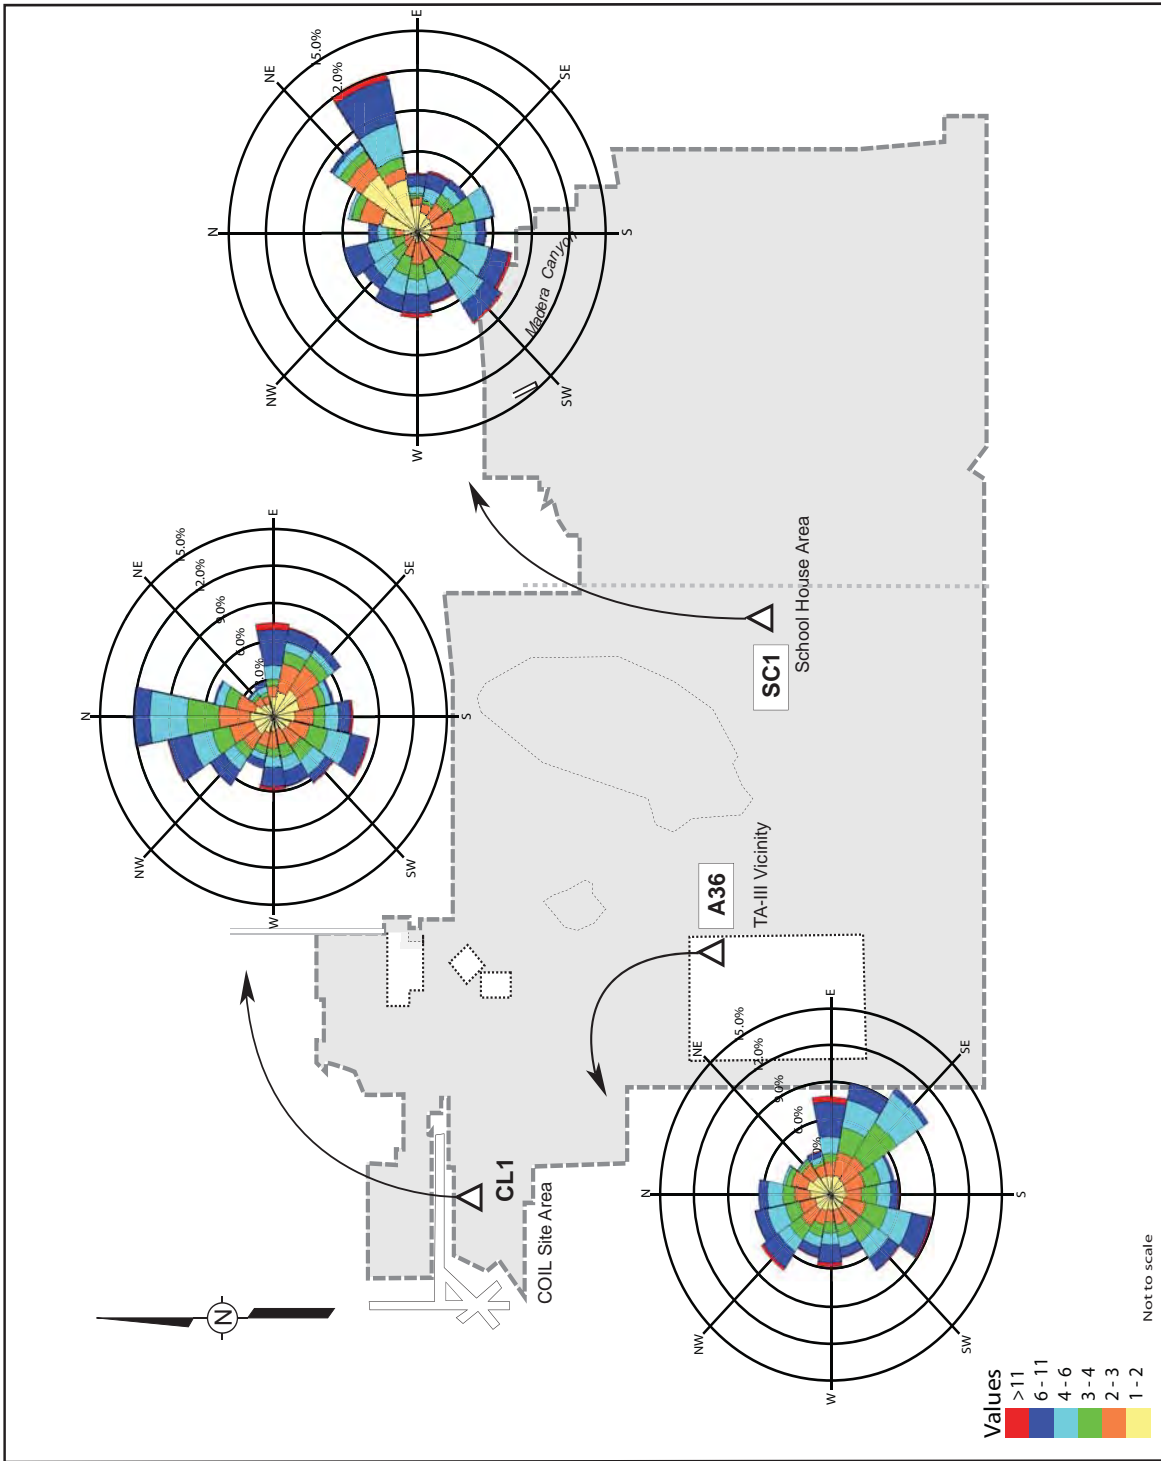 E
NE
SE
15.0%
12.0%
N
S
NW
SW
W
Madera Canyon
E
NE
SE
15.0%
12.0%
9.0%
6.0%
3.0%
N
S
NW
SW
W
SC1
School House Area
A36
TA-III Vicinity
CL1
COIL Site Area
N
E
NE
SE
15.0%
12.0%
9.0%
6.0%
0%
N
S
NW
SW
W
Values
>11
6 - 11
4 - 6
3 - 4
2 - 3
1 - 2
Not to scale